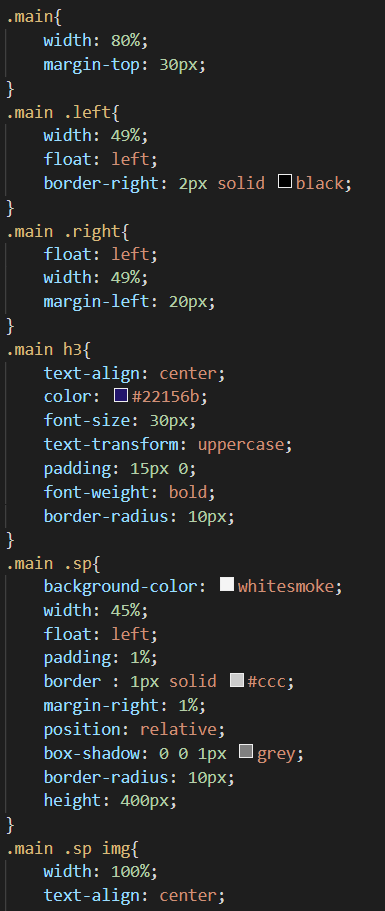 .main{
    width: 80%;
    margin-top: 30px;
}
.main .left{
    width: 49%;
    float: left;
    border-right: 2px solid black;
}
.main .right{
    float: left;
    width: 49%;
    margin-left: 20px;
}
.main h3{
    text-align: center;
    color: #22156b;
    font-size: 30px;
    text-transform: uppercase;
    padding: 15px 0;
    font-weight: bold;
    border-radius: 10px;
}
.main .sp{
    background-color: whitesmoke;
    width: 45%;
    float: left;
    padding: 1%;
    border : 1px solid #ccc;
    margin-right: 1%;
    position: relative;
    box-shadow: 0 0 1px grey;
    border-radius: 10px;
    height: 400px;
}
.main .sp img{
    width: 100%;
    text-align: center;